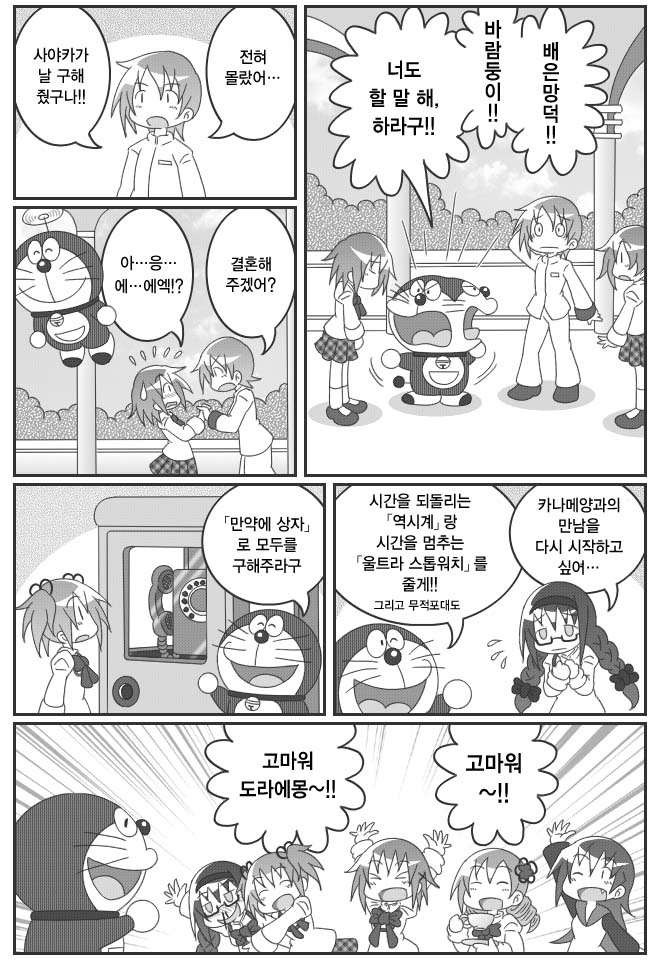 배은망덕!!
바람둥이!!
너도
할 말 해,
하라구!!
전혀
몰랐어…
사야카가
날 구해
줬구나!!
결혼해
주겠어?
아…응…
에…에엑!?
카나메양과의
만남을
다시 시작하고
싶어…
시간을 되돌리는
「역시계」랑
시간을 멈추는
「울트라 스톱워치」를
줄게!!
그리고 무적포대도
「만약에 상자」
로 모두를
구해주라구
고마워
~!!
고마워
도라에몽~!!